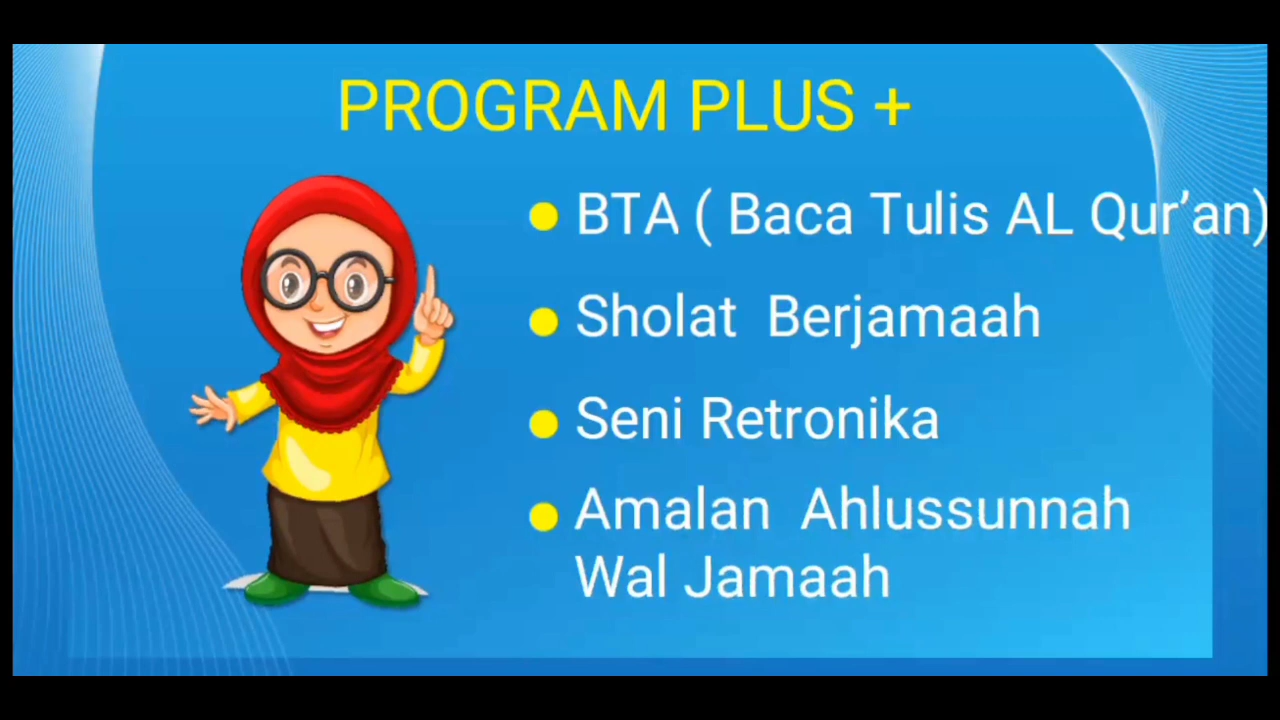 PROGRAM PLUS +
BTA ( Baca Tulis AL Qur’an)
Sholat Berjamaah
Seni Retronika
Amalan Ahlussunnah
Wal Jamaah